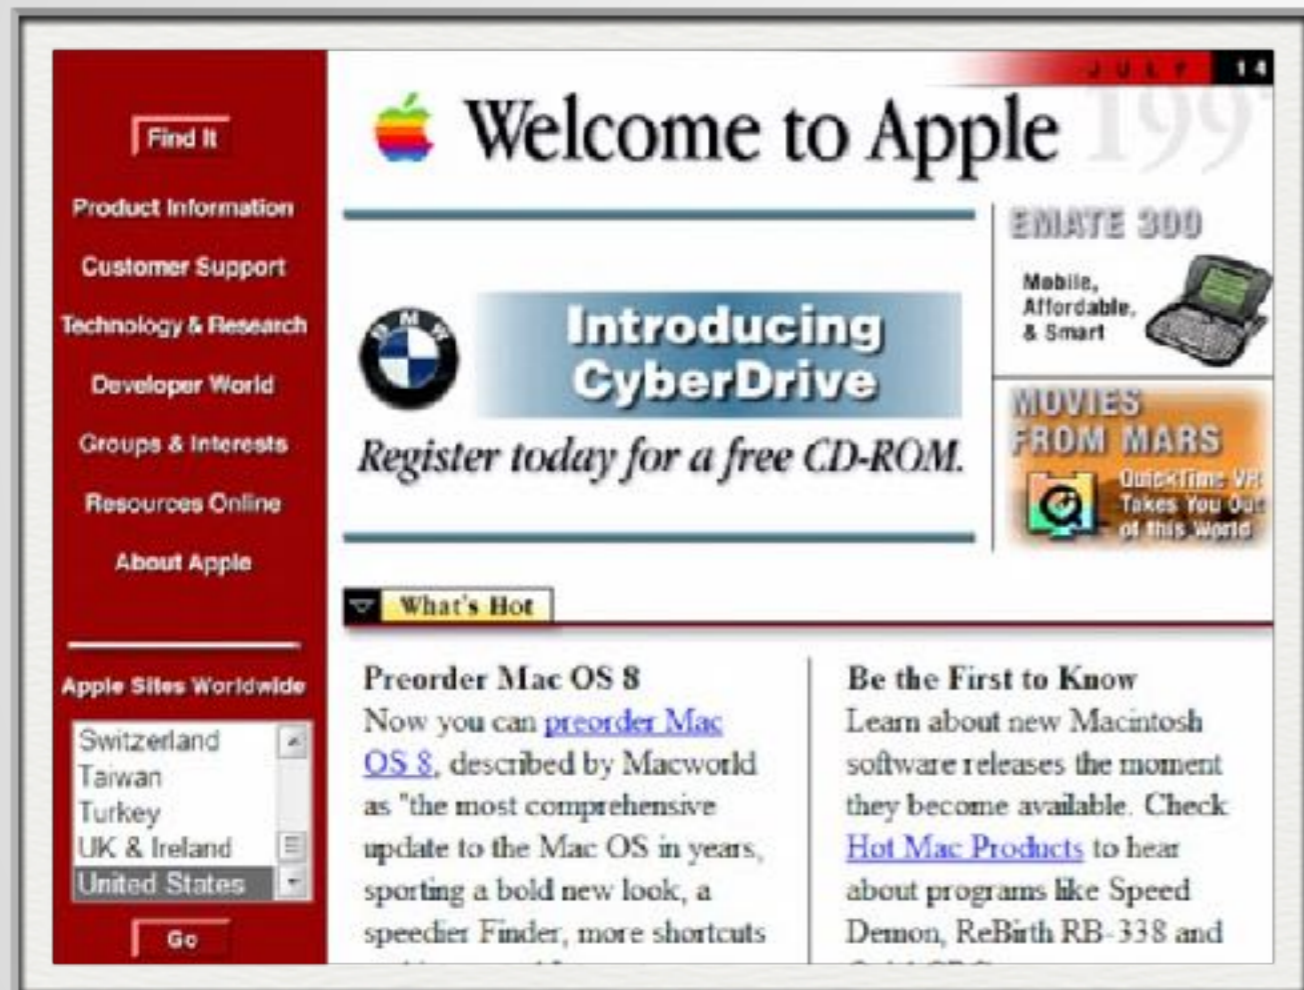 JULY 14
199
Welcome to Apple
Find It
Product Information
Customer Support
Technology & Research
Developer World
Groups & Interests
Resources Online
About Apple
Apple Sites Worldwide
Switzerland
Taiwan
Turkey
UK & Ireland
United States
Go
BMW
Introducing
CyberDrive
Register today for a free CD-ROM.
EMATE 300
Mobile,
Affordable,
& Smart
MOVIES
FROM MARS
QuickTime VR
Takes You Out
of this World
What's Hot
Preorder Mac OS 8
Now you can preorder Mac
OS 8, described by Macworld
as "the most comprehensive
update to the Mac OS in years,
sporting a bold new look, a
speedier Finder, more shortcuts
Be the First to Know
Learn about new Macintosh
software releases the moment
they become available. Check
Hot Mac Products to hear
about programs like Speed
Demon, ReBirth RB-338 and